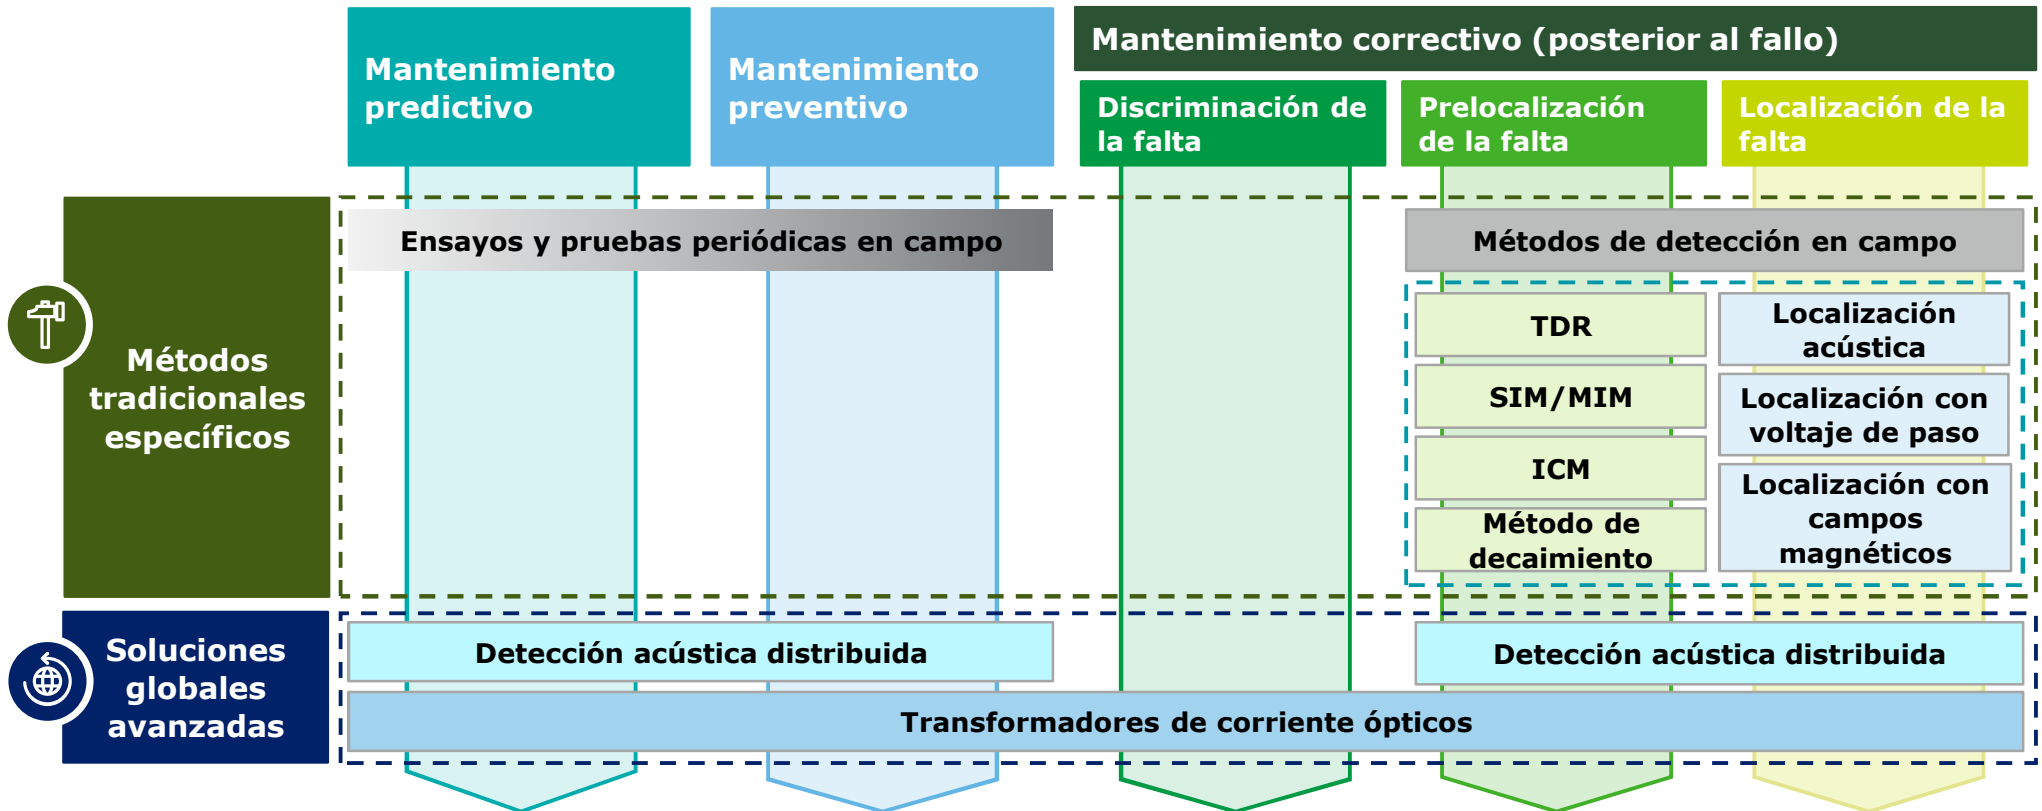 Mantenimiento
predictivo
Mantenimiento
preventivo
Mantenimiento correctivo (posterior al fallo)
Discriminación de
la falta
Prelocalización
de la falta
Localización de la
falta
Métodos
tradicionales
específicos
Ensayos y pruebas periódicas en campo
Métodos de detección en campo
TDR
SIM/MIM
ICM
Método de
decaimiento
Localización
acústica
Localización con
voltaje de paso
Localización con
campos
magnéticos
Soluciones
globales
avanzadas
Detección acústica distribuida
Detección acústica distribuida
Transformadores de corriente ópticos